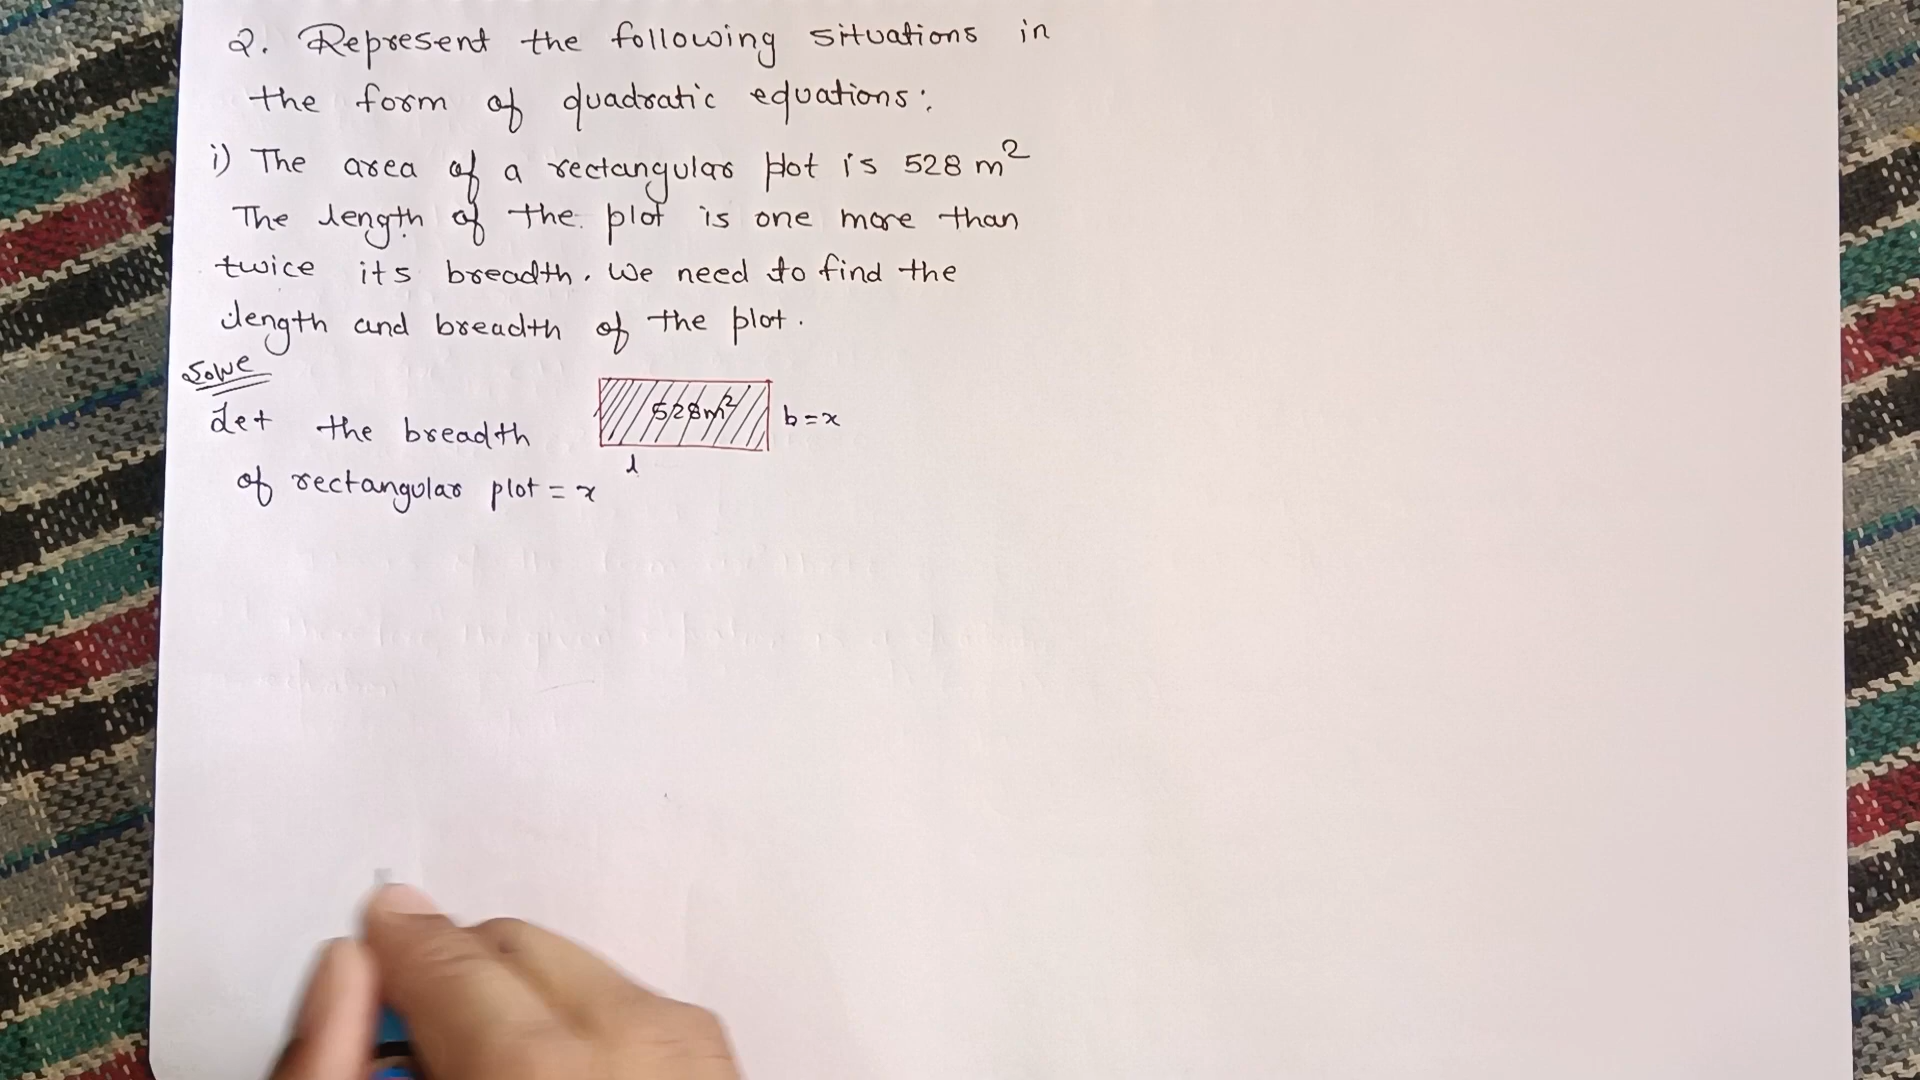 2. Represent the following situations in
the form of quadratic equations:
i) The area of a rectangular plot is 528 m²
The length of the plot is one more than
twice its breadth. We need to find the
length and breadth of the plot.
Solve
Let the breadth
of rectangular plot = x
528m²
b = x
l